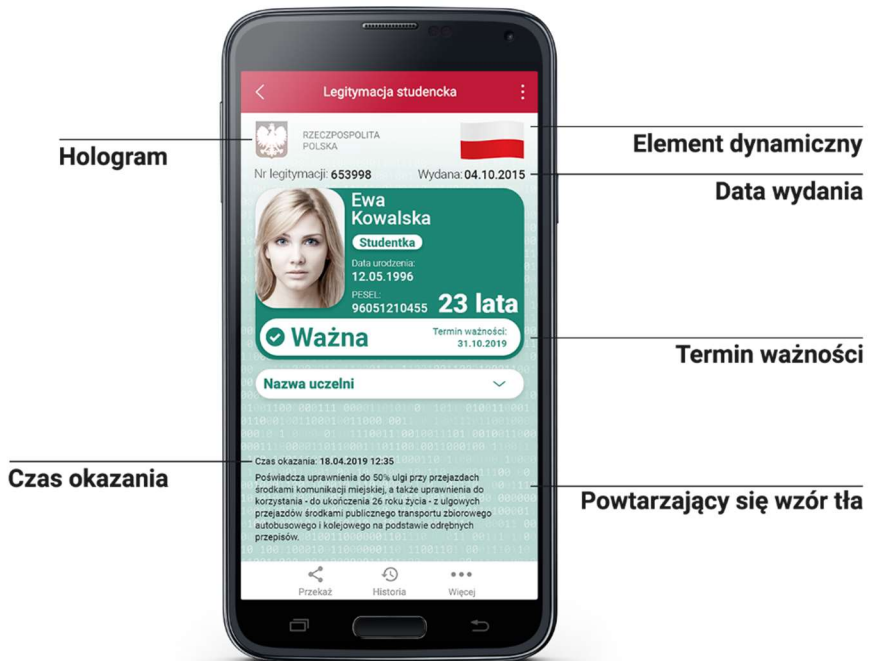 Legitymacja studencka
RZECZPOSPOLITA
POLSKA
Hologram
Element dynamiczny
Nr legitymacji: 653998
Wydana: 04.10.2015
Data wydania
Ewa
Kowalska
Studentka
Data urodzenia:
12.05.1996
PESEL:
96051210455
23 lata
Ważna
Termin ważności:
31.10.2019
Termin ważności
Nazwa uczelni
Czas okazania: 18.04.2019 12:35
Czas okazania
Poświadcza uprawnienia do 50% ulgi przy przejazdach
środkami komunikacji miejskiej, a także uprawnienia do
korzystania - do ukończenia 26 roku życia - z ulgowych
przejazdów środkami publicznego transportu zbiorowego
autobusowego i kolejowego na podstawie odrębnych
przepisów.
Powtarzający się wzór tła
Przekaż
Historia
Więcej